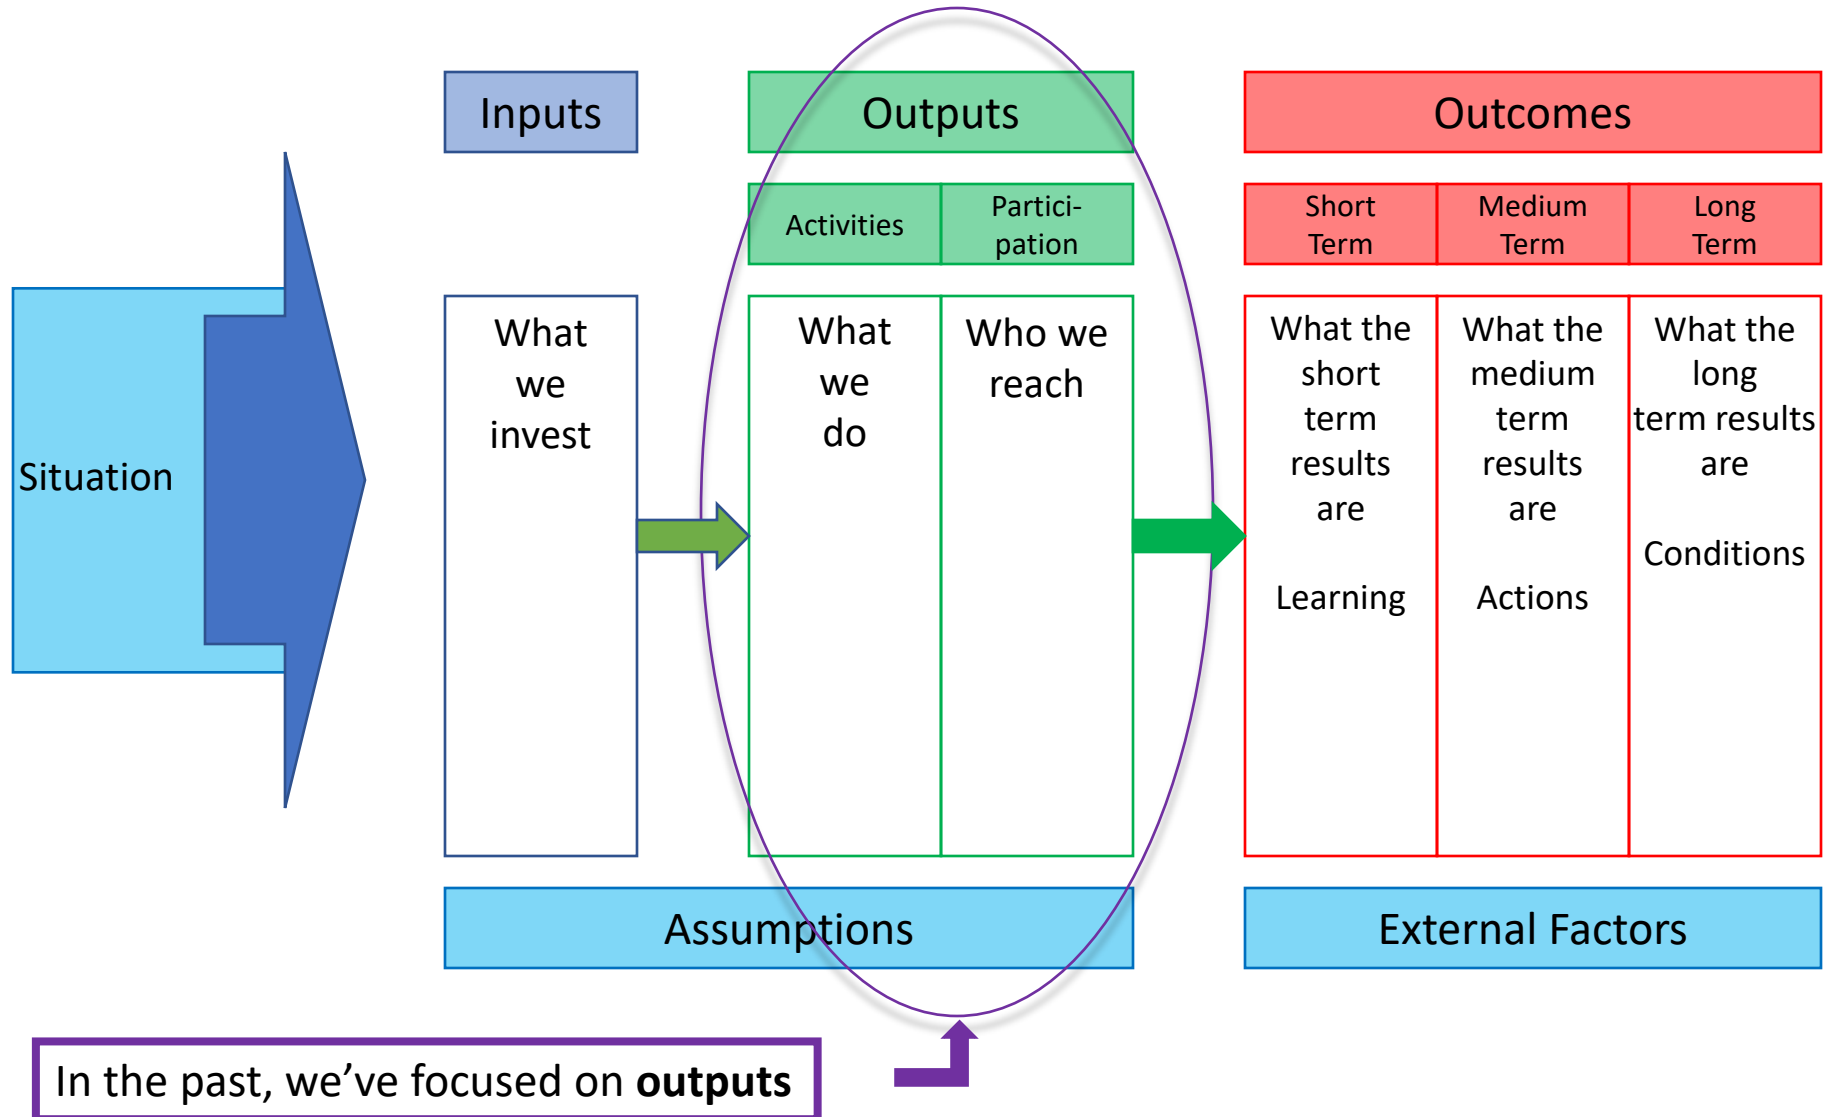 Inputs
Outputs
Outcomes
Activities
Partici-
pation
Short
Term
Medium
Term
Long
Term
Situation
What
we
invest
What
we
do
Who we
reach
What the
short
term
results
are
Learning
What the
medium
term
results
are
Actions
What the
long
term results
are
Conditions
Assumptions
External Factors
In the past, we’ve focused on outputs